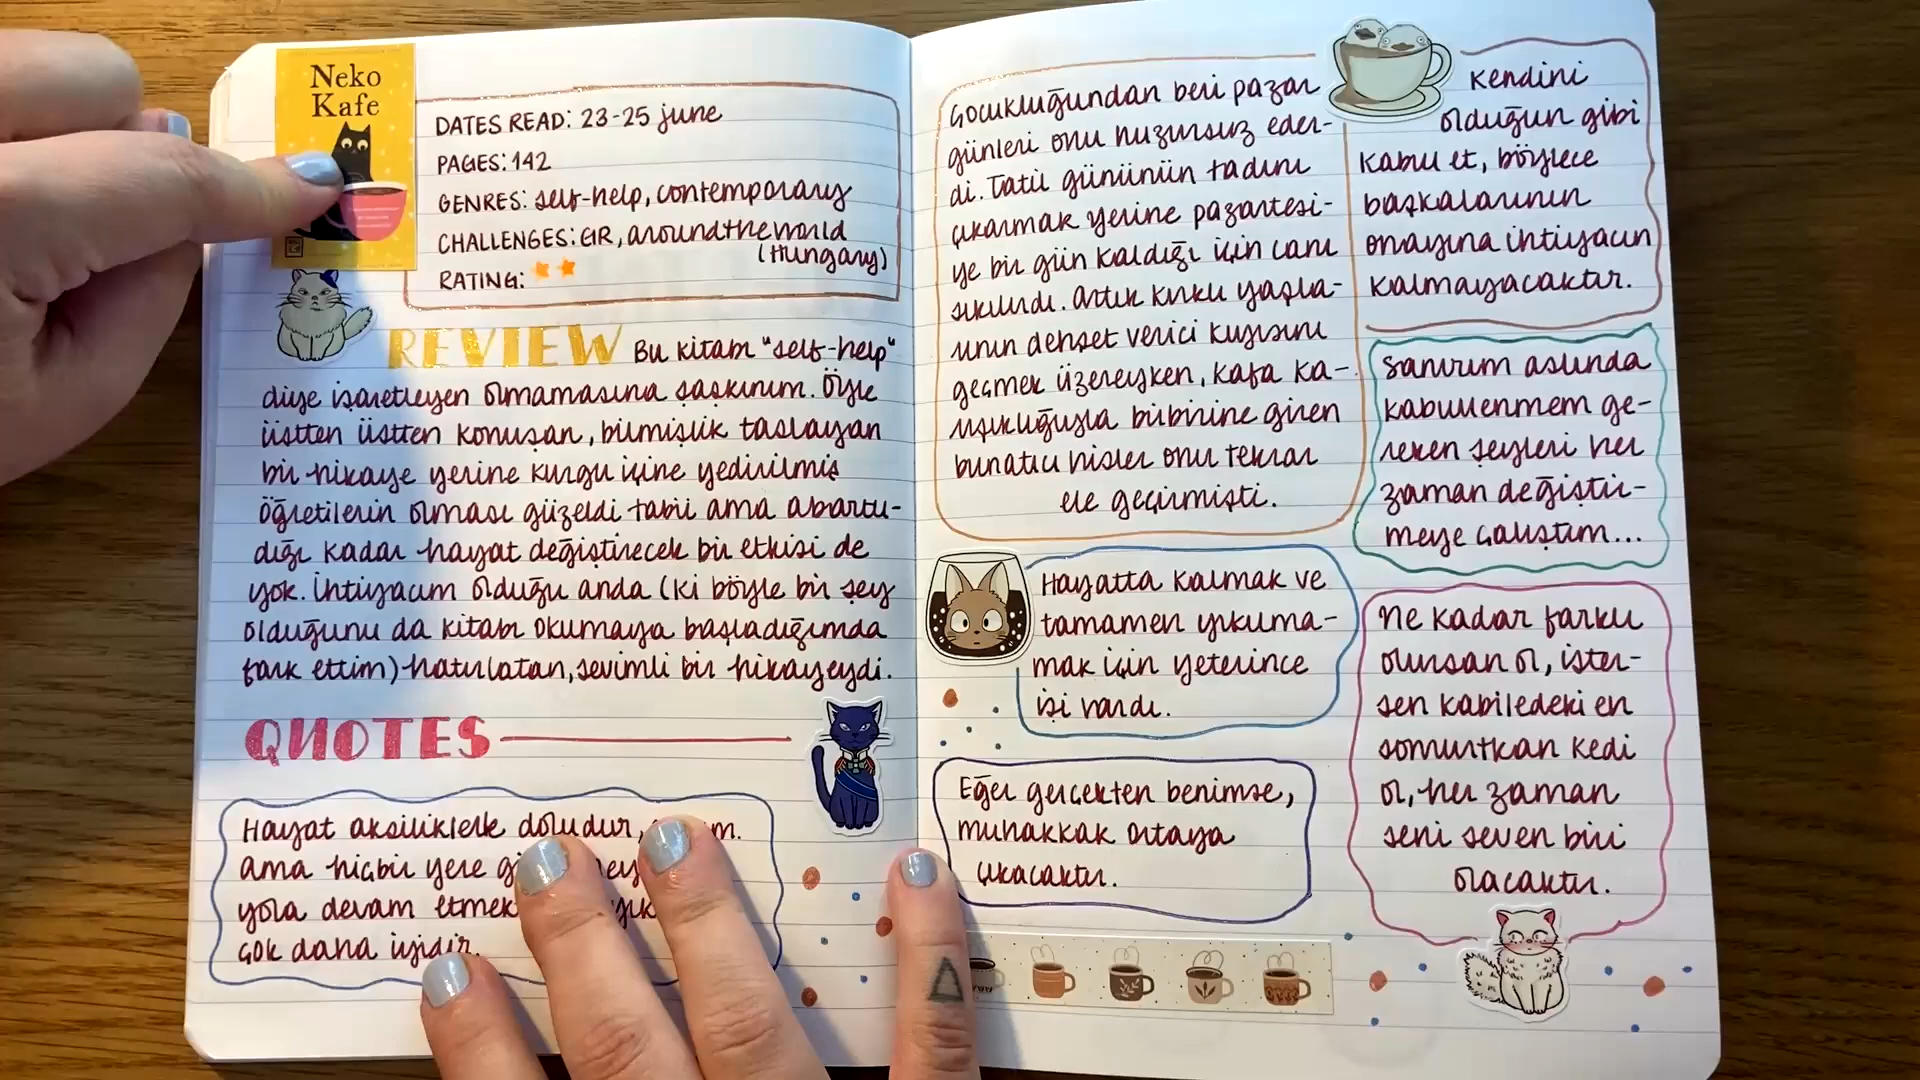 Neko
Kafe
DATES READ: 23-25 june
PAGES: 142
GENRES: self-help, contemporary
CHALLENGES: GR, aroundtheworld
(Hungary)
RATING:
REVIEW Bu kitabı "self-help"
diye işaretleyen olmamasına şaşkınım. Öyle
üstten üstten konuşan, bilmişlik taslayan
bir hikaye yerine kurgu içine yedirilmiş
öğretilerin olması güzeldi tabii ama abartıl-
dığı kadar hayat değiştirecek bir etkisi de
yok. İhtiyacım olduğu anda (ki böyle bir şey
olduğunu da kitabı okumaya başladığımda
fark ettim) hatırlatan, sevimli bir hikayeydi.
QUOTES
Hayat aksiliklerle doludur,
ama hiçbir yere
yola devam etmek
çok daha iyidir.
Çocukluğundan beri pazar
günleri onu huzursuz eder-
di. Tatil gününün tadını
çıkarmak yerine pazartesi-
ye bir gün kaldığı için canı
sıkılırdı. Artık kırklı yaşla-
rının dehşet verici kuyusunu
geçmek üzereyken, kafa ka-
rışıklığıyla birbirine giren
bunaltıcı hisler onu tekrar
ele geçirmişti.
Kendini
olduğun gibi
kabul et, böylece
başkalarının
onayına ihtiyacın
kalmayacaktır.
Sanırım aslında
kabullenmem ge-
reken şeyleri her
zaman değiştir-
meye çalıştım...
Hayatta kalmak ve
tamamen yıkılma-
mak için yeterince
işi vardı.
Eğer gerçekten benimse,
muhakkak ortaya
çıkacaktır.
Ne kadar farklı
olursan ol, ister-
sen kabiledeki en
somurtkan kedi
ol, her zaman
seni seven biri
olacaktır.